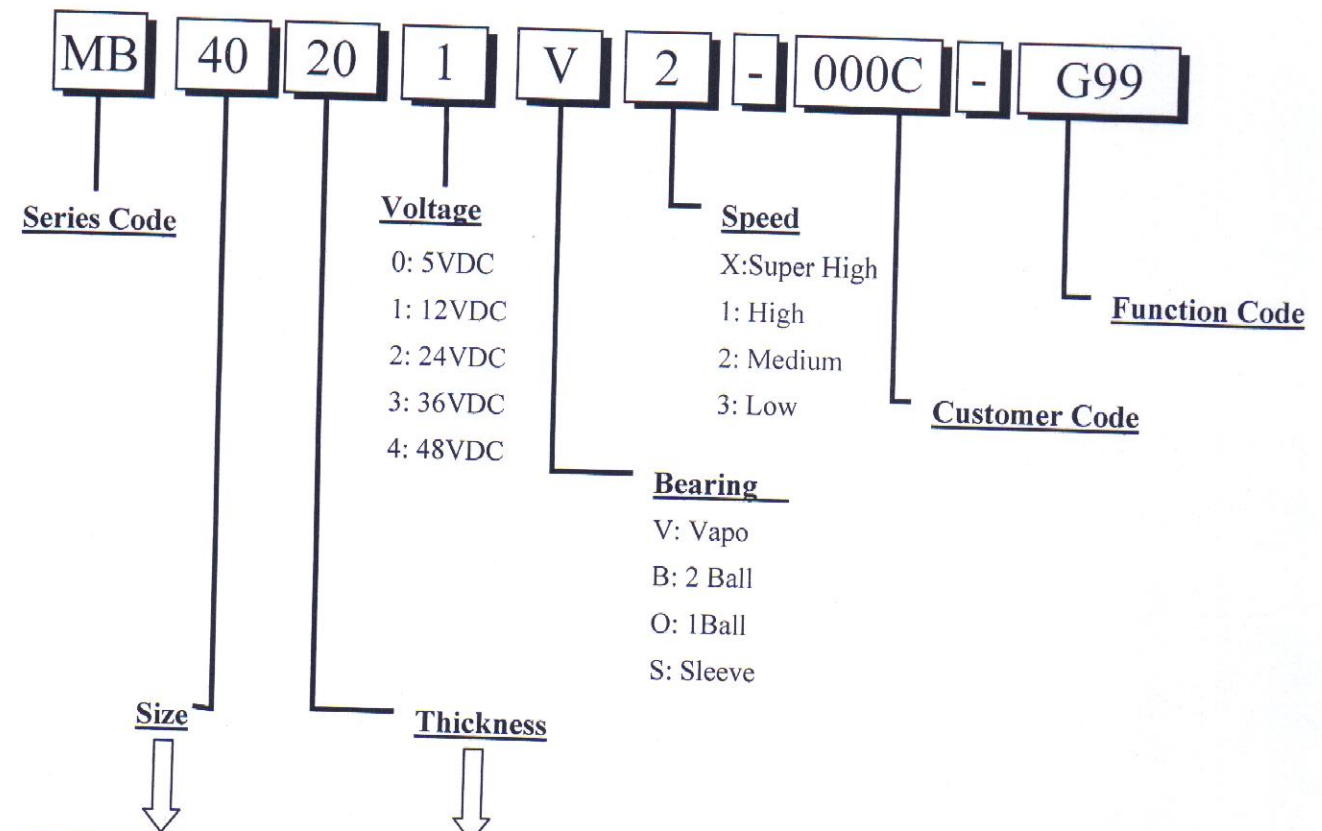 MB 40 20 1 V 2 - 000C - G99
Series Code
Voltage
0: 5VDC
1: 12VDC
2: 24VDC
3: 36VDC
4: 48VDC
Speed
X:Super High
1: High
2: Medium
3: Low
Function Code
Customer Code
Bearing
V: Vapo
B: 2 Ball
O: 1Ball
S: Sleeve
Size
Thickness